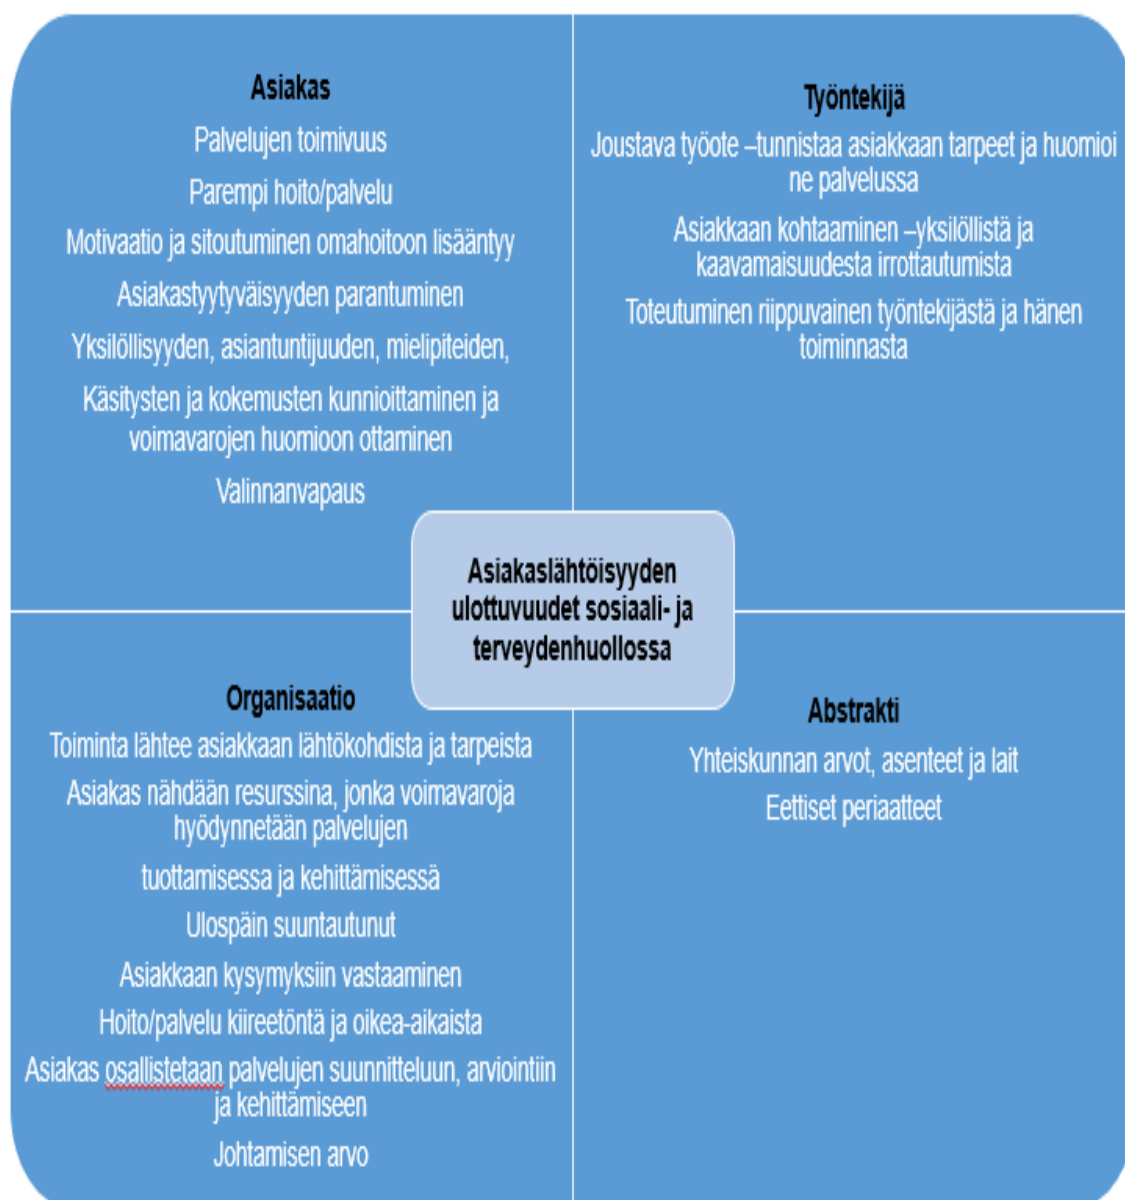 Asiakas
Palvelujen toimivuus
Parempi hoito/palvelu
Motivaatio ja sitoutuminen omahoitoon lisääntyy
Asiakastyytyväisyyden parantuminen
Yksilöllisyyden, asiantuntijuuden, mielipiteiden,
Käsitysten ja kokemusten kunnioittaminen ja
voimavarojen huomioon ottaminen
Valinnanvapaus
Työntekijä
Joustava työote –tunnistaa asiakkaan tarpeet ja huomioi
ne palvelussa
Asiakkaan kohtaaminen –yksilöllistä ja
kaavamaisuudesta irrottautumista
Toteutuminen riippuvainen työntekijästä ja hänen
toiminnasta
Asiakaslähtöisyyden
ulottuvuudet sosiaali- ja
terveydenhuollossa
Organisaatio
Toiminta lähtee asiakkaan lähtökohdista ja tarpeista
Asiakas nähdään resurssina, jonka voimavaroja
hyödynnetään palvelujen
tuottamisessa ja kehittämisessä
Ulospäin suuntautunut
Asiakkaan kysymyksiin vastaaminen
Hoito/palvelu kiireetöntä ja oikea-aikaista
Asiakas osallistetaan palvelujen suunnitteluun, arviointiin
ja kehittämiseen
Johtamisen arvo
Abstrakti
Yhteiskunnan arvot, asenteet ja lait
Eettiset periaatteet